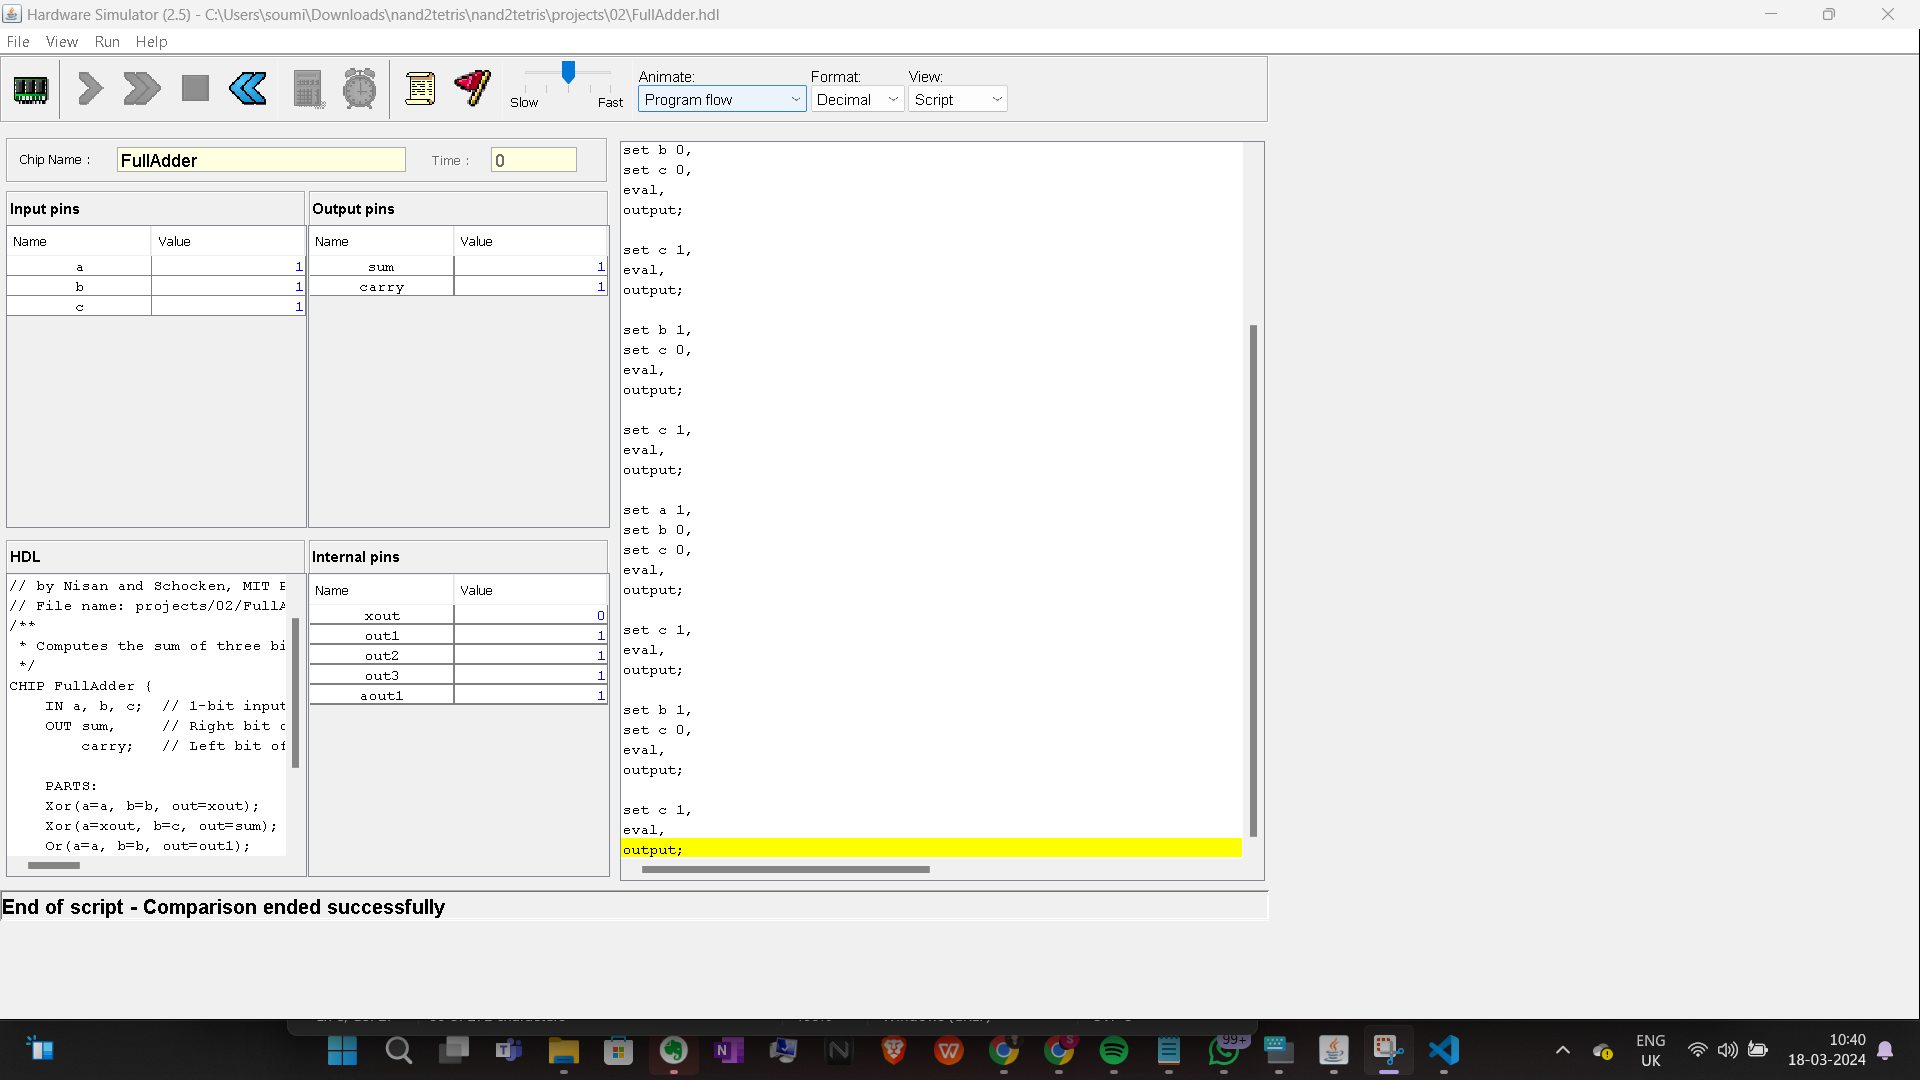 Hardware Simulator (2.5) - C:\Users\soumi\Downloads\nand2tetris\nand2tetris\projects\02\FullAdder.hdl
File View Run Help
Slow Fast
Animate: Format: View:
Program flow Decimal Script
Chip Name : FullAdder Time : 0
Input pins
Name Value
a 1
b 1
c 1
Output pins
Name Value
sum 1
carry 1
HDL
// by Nisan and Schocken, MIT
// File name: projects/02/FullA
/**
* Computes the sum of three bi
*/
CHIP FullAdder {
IN a, b, c; // 1-bit input
OUT sum, // Right bit
carry; // Left bit of
PARTS:
Xor(a=a, b=b, out=xout);
Xor(a=xout, b=c, out=sum);
Or(a=a, b=b, out=out1);
Internal pins
Name Value
xout 0
out1 1
out2 1
out3 1
aout1 1
set b 0,
set c 0,
eval,
output;
set c 1,
eval,
output;
set b 1,
set c 0,
eval,
output;
set c 1,
eval,
output;
set a 1,
set b 0,
set c 0,
eval,
output;
set c 1,
eval,
output;
set b 1,
set c 0,
eval,
output;
set c 1,
eval,
output;
End of script - Comparison ended successfully
99+
ENG
UK
10:40
18-03-2024